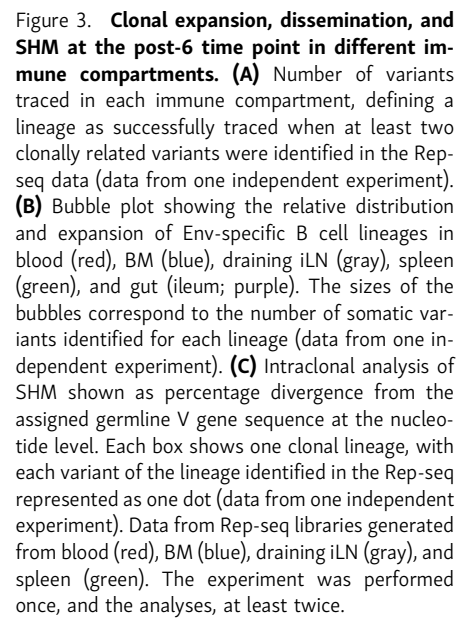 Figure 3. Clonal expansion, dissemination, and
SHM at the post-6 time point in different im-
mune compartments. (A) Number of variants
traced in each immune compartment, defining a
lineage as successfully traced when at least two
clonally related variants were identified in the Rep-
seq data (data from one independent experiment).
(B) Bubble plot showing the relative distribution
and expansion of Env-specific B cell lineages in
blood (red), BM (blue), draining iLN (gray), spleen
(green), and gut (ileum; purple). The sizes of the
bubbles correspond to the number of somatic var-
iants identified for each lineage (data from one in-
dependent experiment). (C) Intraclonal analysis of
SHM shown as percentage divergence from the
assigned germline V gene sequence at the nucleo-
tide level. Each box shows one clonal lineage, with
each variant of the lineage identified in the Rep-seq
represented as one dot (data from one independent
experiment). Data from Rep-seq libraries generated
from blood (red), BM (blue), draining iLN (gray), and
spleen (green). The experiment was performed
once, and the analyses, at least twice.